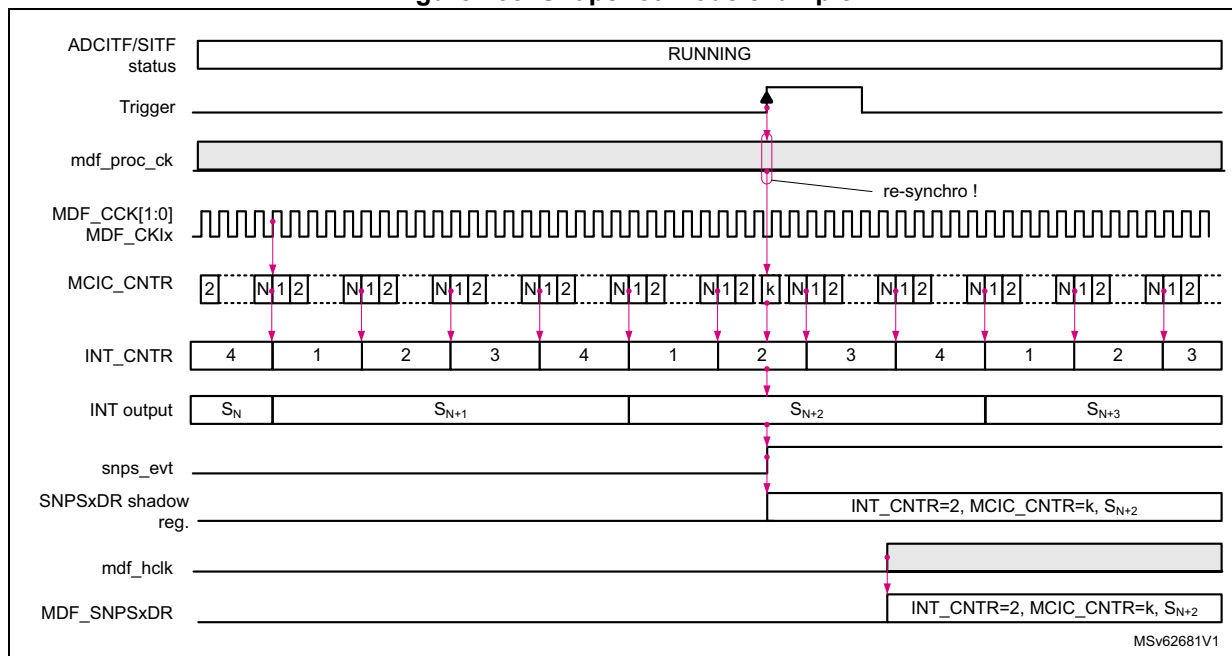 ADCITF/SITF
status
RUNNING
Trigger
mdf_proc_ck
re-synchro !
MDF_CCK[1:0]
MDF_CKIx
MCIC_CNTR
2 N 1 2 N 1 2 N 1 2 N 1 2 N 1 2 N 1 2 k N 1 2 N 1 2 N 1 2 N 1 2 N 1 2
INT_CNTR
4 1 2 3 4 1 2 3 4 1 2 3
INT output
SN SN+1 SN+2 SN+3
snps_evt
SNPSxDR shadow
reg.
INT_CNTR=2, MCIC_CNTR=k, SN+2
mdf_hclk
MDF_SNPSxDR
INT_CNTR=2, MCIC_CNTR=k, SN+2
MSv62681V1